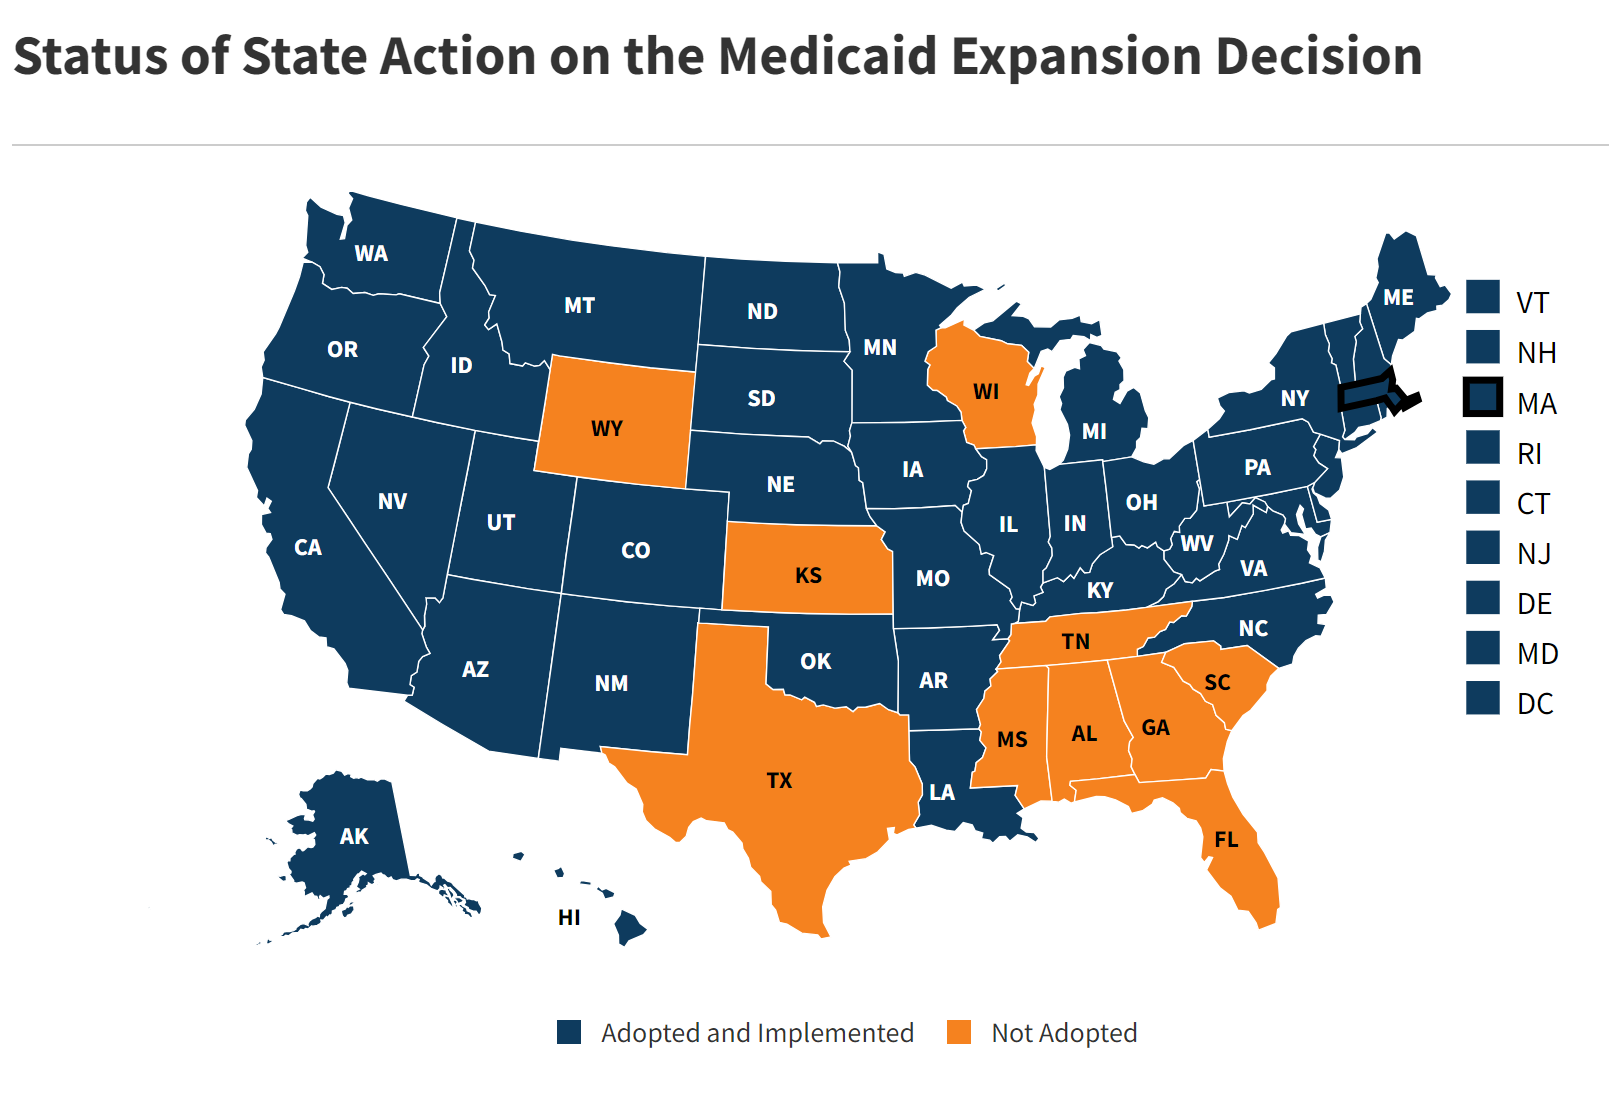 Status of State Action on the Medicaid Expansion Decision
WA
ME
MT
VT
ND
OR
MN
NH
ID
SD
WI
NY
MA
WY
MI
RI
IA
PA
NE
NV
OH
CT
UT
IL
IN
CO
WV
CA
NJ
VA
KS
MO
KY
DE
NC
TN
MD
OK
AZ
AR
NM
SC
DC
GA
AL
MS
TX
LA
AK
FL
HI
Adopted and Implemented
Not Adopted